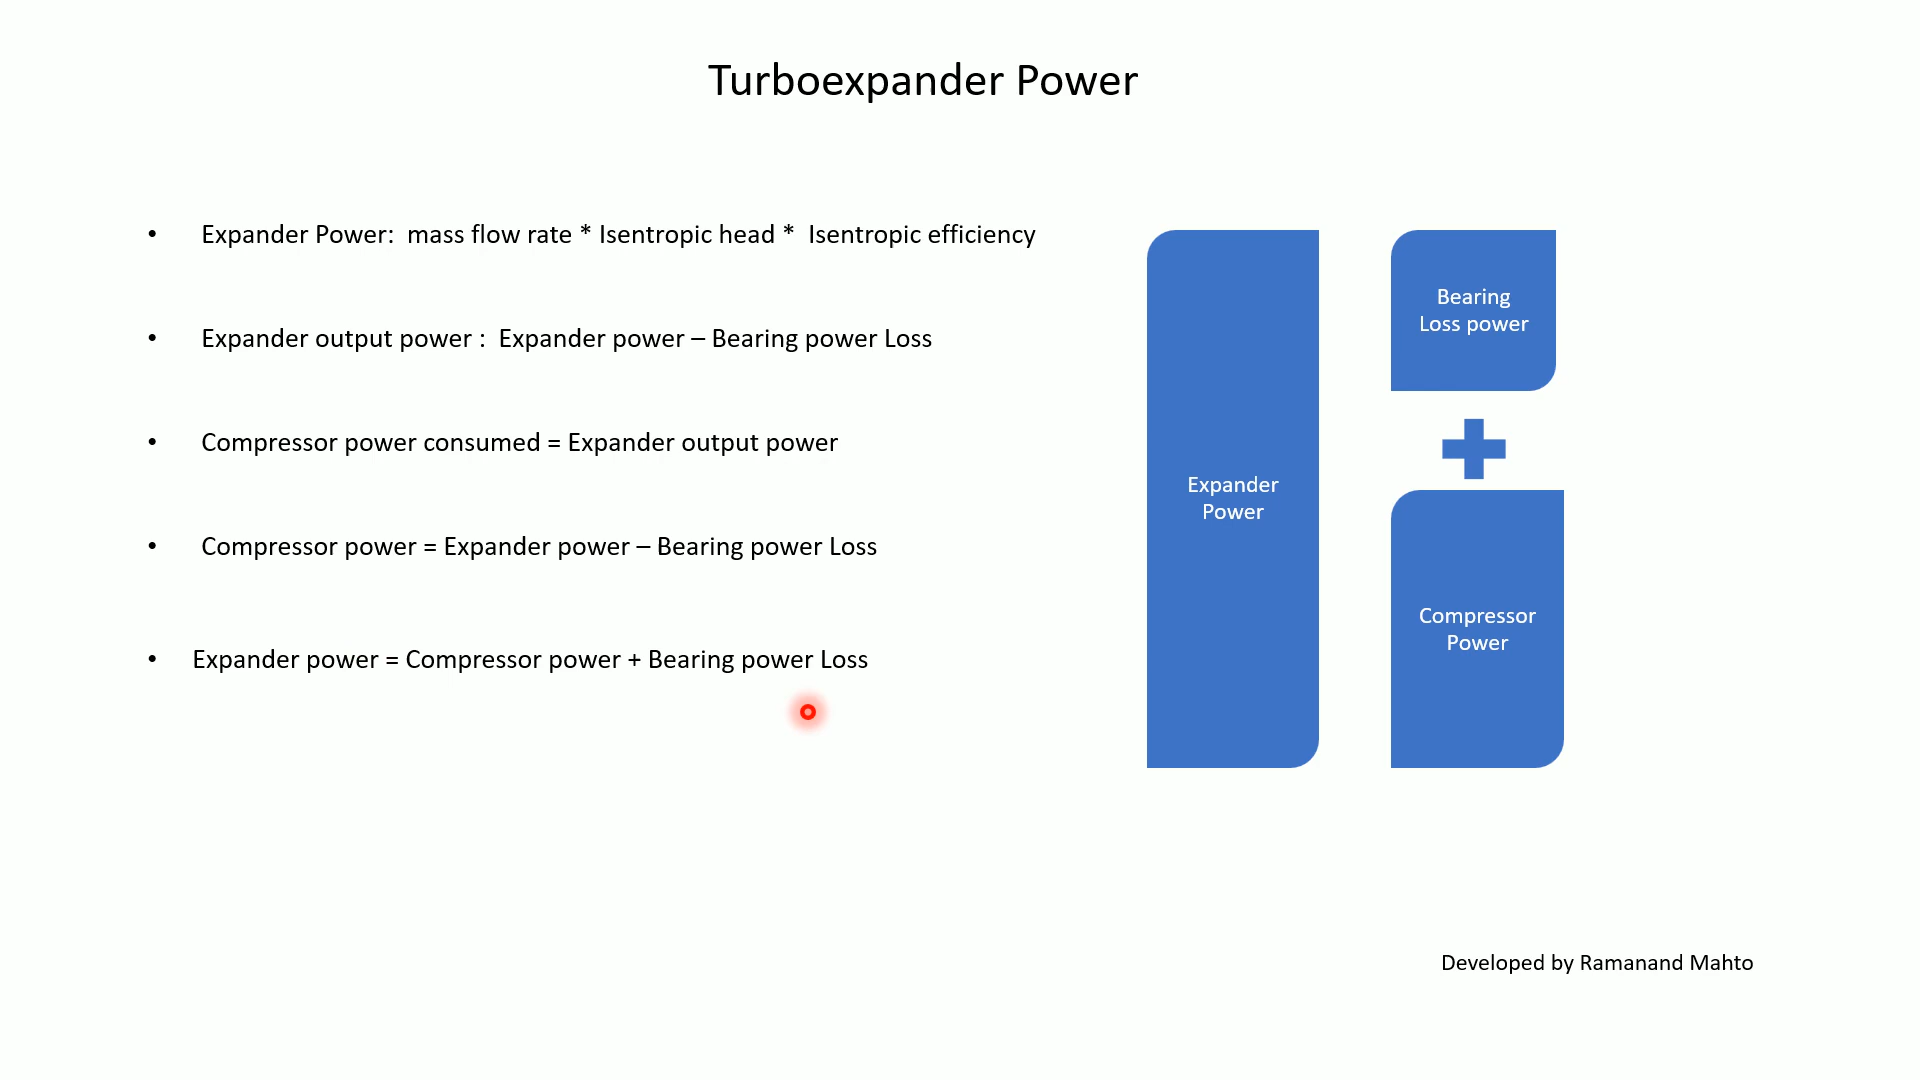 Turboexpander Power
• Expander Power: mass flow rate * Isentropic head * Isentropic efficiency
• Expander output power : Expander power – Bearing power Loss
• Compressor power consumed = Expander output power
• Compressor power = Expander power – Bearing power Loss
• Expander power = Compressor power + Bearing power Loss
Expander
Power
Bearing
Loss power
Compressor
Power
Developed by Ramanand Mahto